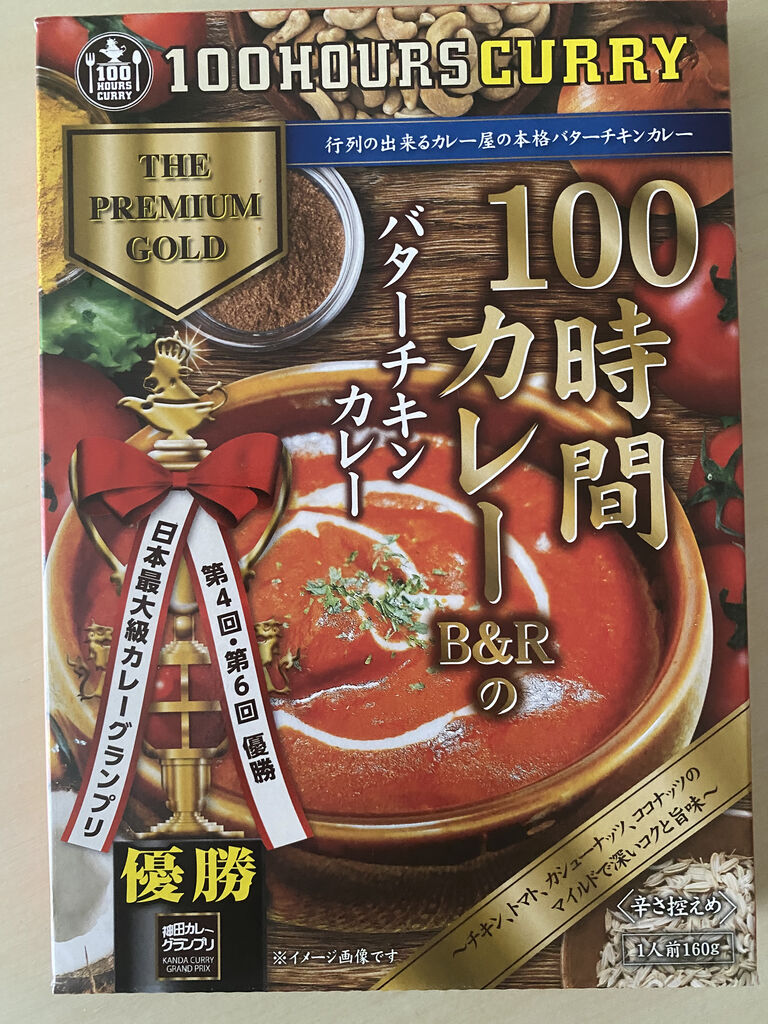 100
HOURS
CURRY
100HOURSCURRY
行列の出来るカレー屋の本格バターチキンカレー
THE
PREMIUM
GOLD
100時間
カレーB&Rの
バターチキン
カレー
第4回・第6回 優勝
日本最大級カレーグランプリ
優勝
神田カレー
グランプリ
KANDA CURRY
GRAND PRIX
※イメージ画像です
～チキン、トマト、カシューナッツ、ココナッツの
マイルドで深いコクと旨味～
〈辛さ控えめ〉
1人前160g